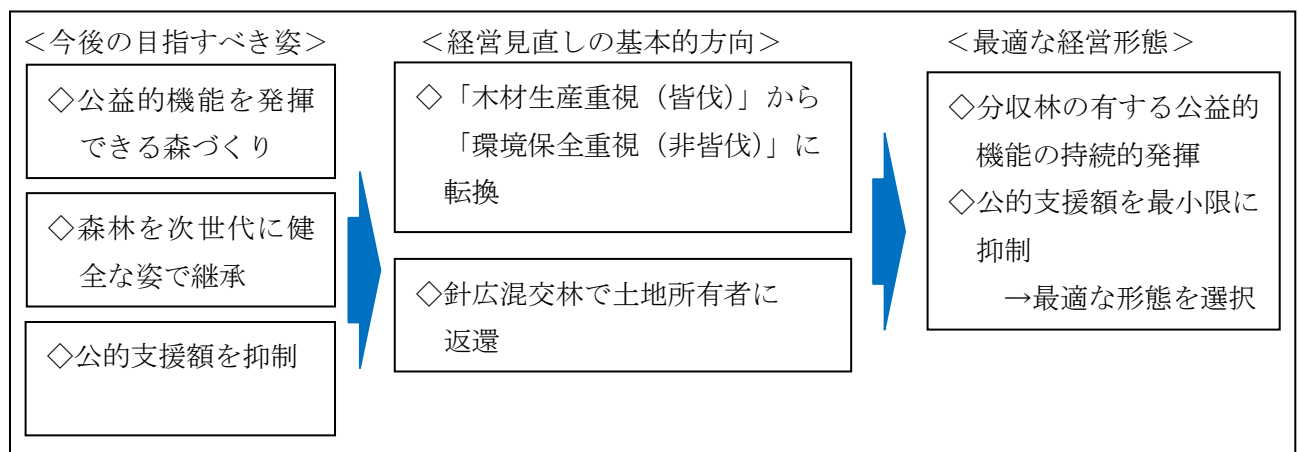 ＜今後の目指すべき姿＞
◇公益的機能を発揮
できる森づくり
◇森林を次世代に健
全な姿で継承
◇公的支援額を抑制
＜経営見直しの基本的方向＞
◇「木材生産重視（皆伐）」から
「環境保全重視（非皆伐）」に
転換
◇針広混交林で土地所有者に
返還
＜最適な経営形態＞
◇分収林の有する公益的
機能の持続的発揮
◇公的支援額を最小限に
抑制
→最適な形態を選択